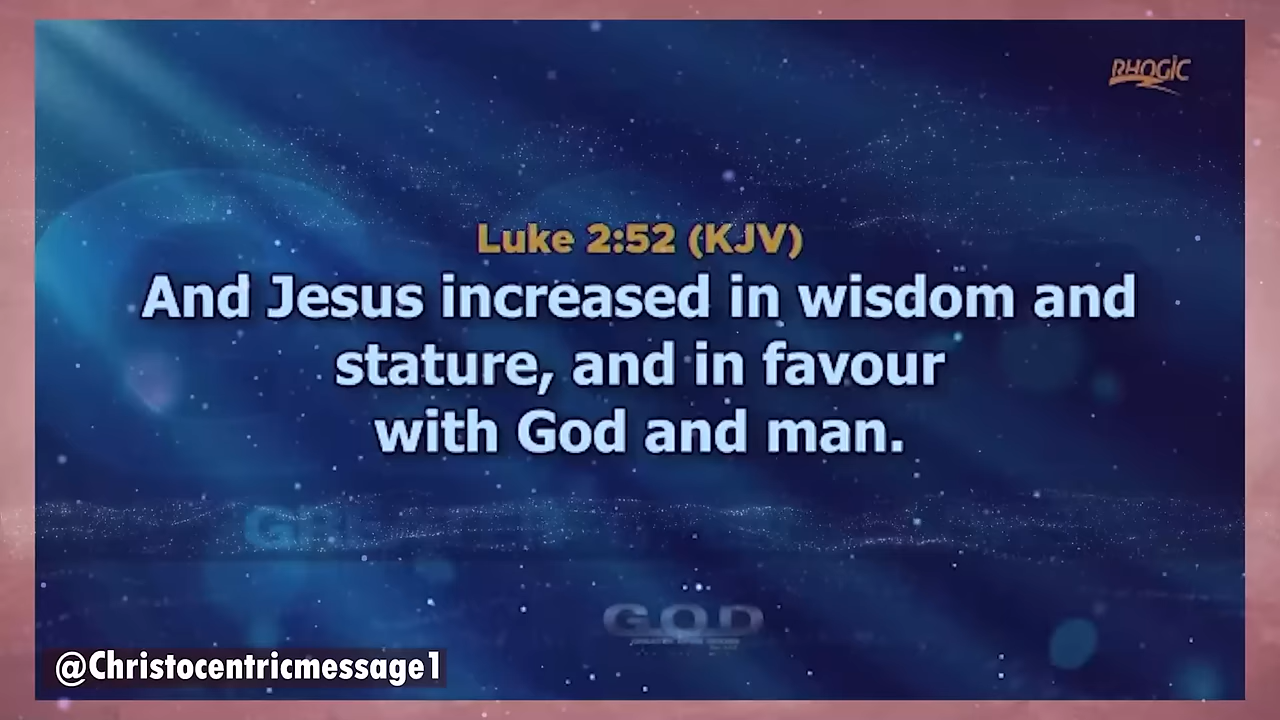 RHOGIC
Luke 2:52 (KJV)
And Jesus increased in wisdom and
stature, and in favour
with God and man.
G.O.D
@Christocentricmessage1